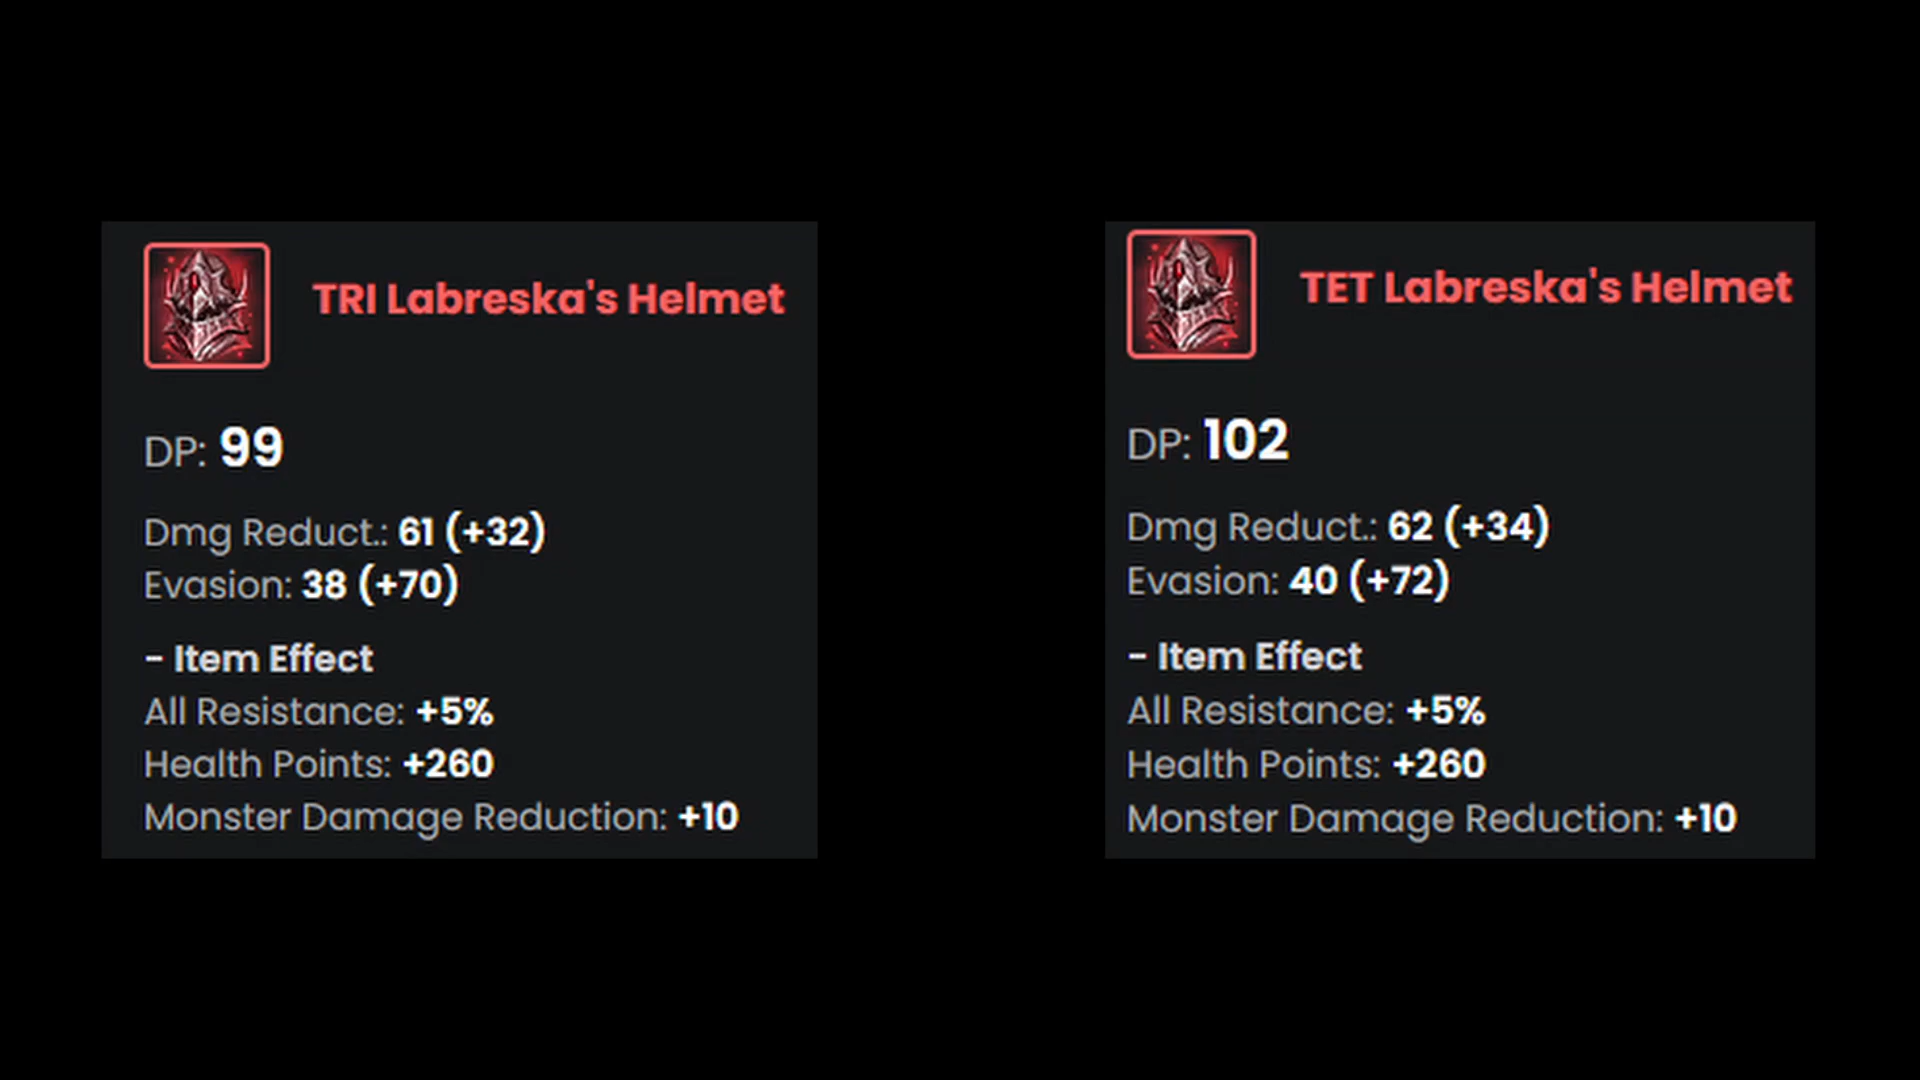 TRI Labreska's Helmet
DP: 99
Dmg Reduct.: 61 (+32)
Evasion: 38 (+70)
- Item Effect
All Resistance: +5%
Health Points: +260
Monster Damage Reduction: +10
TET Labreska's Helmet
DP: 102
Dmg Reduct.: 62 (+34)
Evasion: 40 (+72)
- Item Effect
All Resistance: +5%
Health Points: +260
Monster Damage Reduction: +10